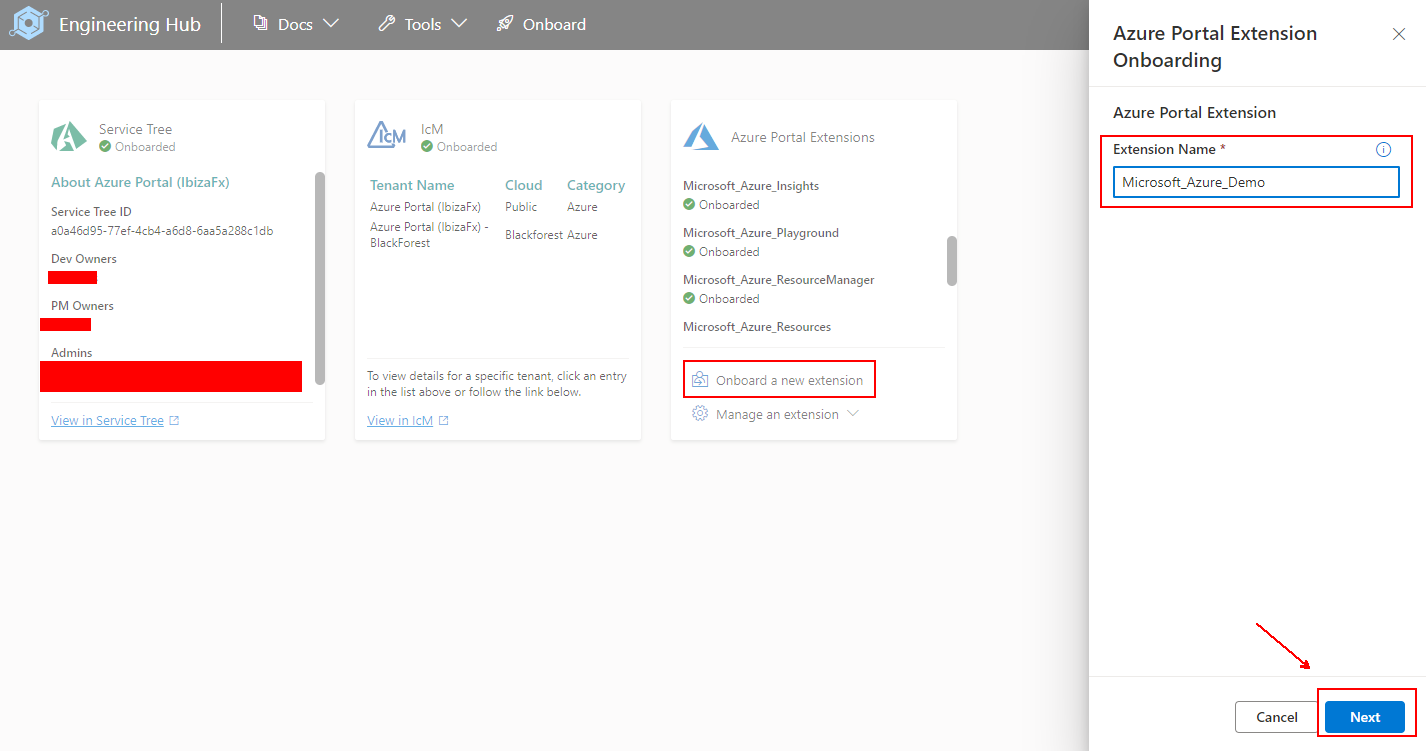 Engineering Hub
Docs
Tools
Onboard
Service Tree
Onboarded
About Azure Portal (IbizaFx)
Service Tree ID
a0a46d95-77ef-4cb4-a6d8-6aa5a288c1db
Dev Owners
PM Owners
Admins
View in Service Tree
IcM
IcM
Onboarded
Tenant Name Cloud Category
Azure Portal (IbizaFx) Public Azure
Azure Portal (IbizaFx) -
BlackForest Blackforest Azure
To view details for a specific tenant, click an entry
in the list above or follow the link below.
View in IcM
Azure Portal Extensions
Microsoft_Azure_Insights
Onboarded
Microsoft_Azure_Playground
Onboarded
Microsoft_Azure_ResourceManager
Onboarded
Microsoft_Azure_Resources
Onboard a new extension
Manage an extension
Azure Portal Extension
Onboarding
Azure Portal Extension
Extension Name *
Microsoft_Azure_Demo
Cancel
Next